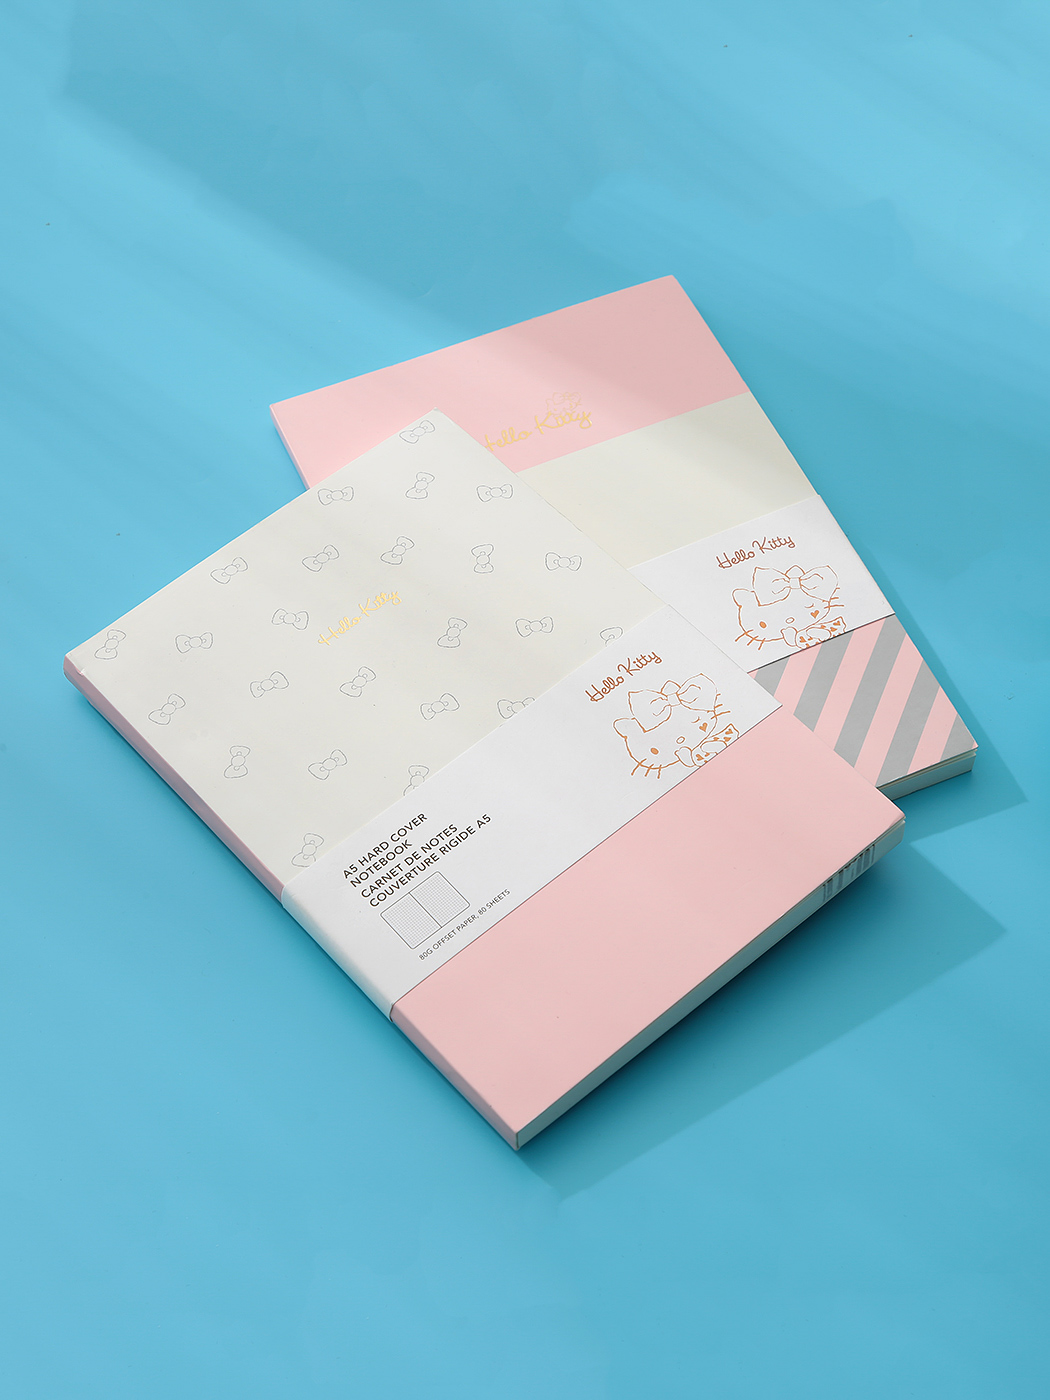 Hello Kitty
Hello Kitty
Hello Kitty
Hello Kitty
A5 HARD COVER
NOTEBOOK
CARNET DE NOTES
COUVERTURE RIGIDE A5
80G OFFSET PAPER, 80 SHEETS